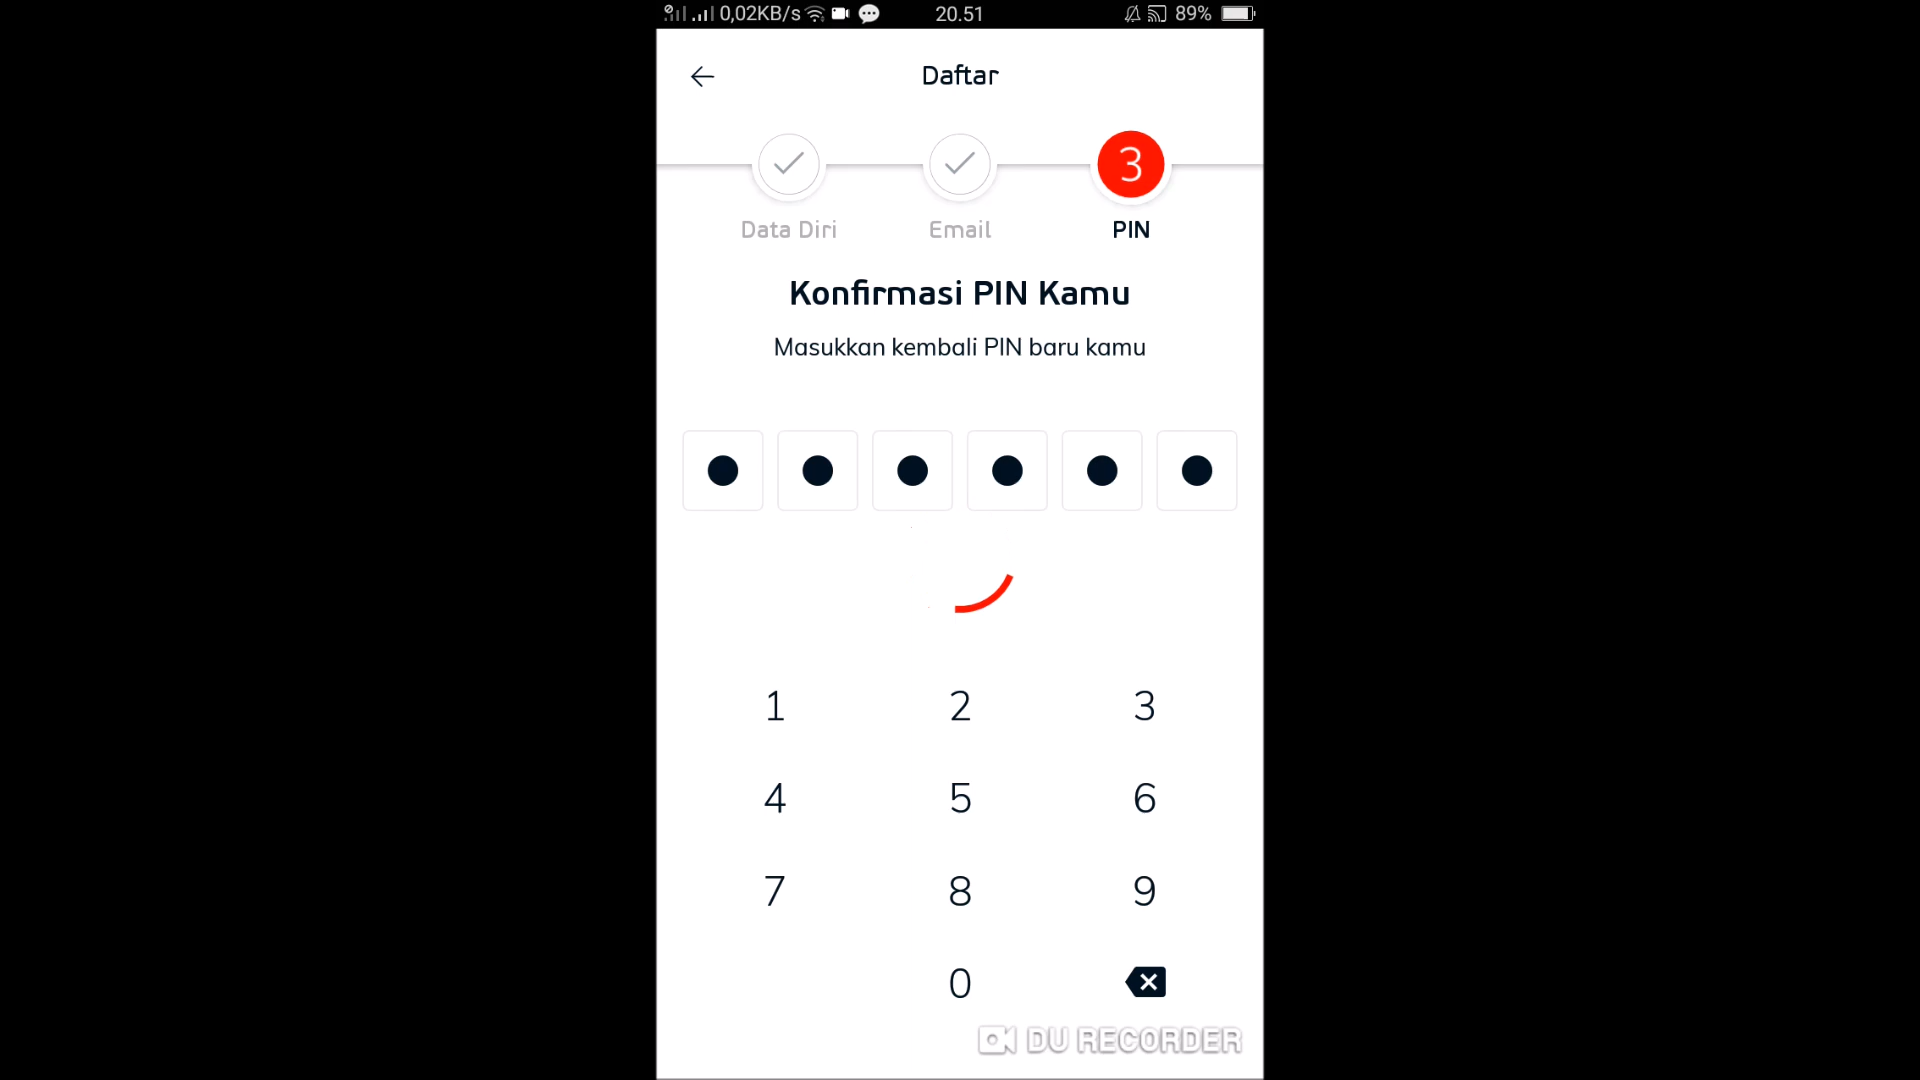 0,02KB/s 20.51 89%
Daftar
3
Data Diri Email PIN
Konfirmasi PIN Kamu
Masukkan kembali PIN baru kamu
1 2 3
4 5 6
7 8 9
0
DU RECORDER